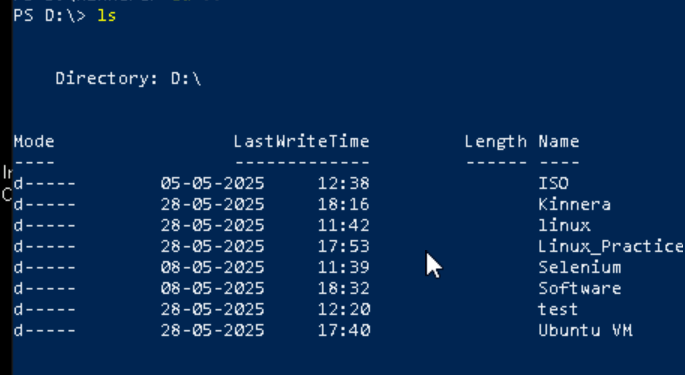 PS D:\> ls
Directory: D:\
Mode LastWriteTime Length Name
---- ------------- ------ ----
d----- 05-05-2025 12:38 ISO
d----- 28-05-2025 18:16 Kinnera
d----- 28-05-2025 11:42 linux
d----- 28-05-2025 17:53 Linux_Practice
d----- 08-05-2025 11:39 Selenium
d----- 08-05-2025 18:32 Software
d----- 28-05-2025 12:20 test
d----- 28-05-2025 17:40 Ubuntu VM